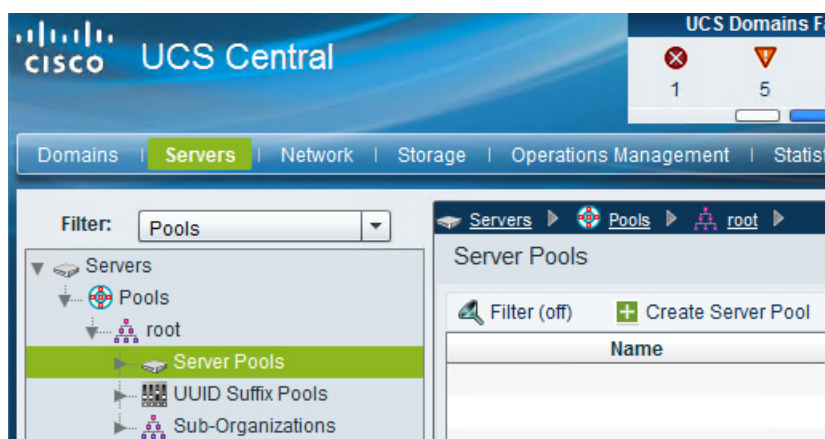 UCS Domains Fa
CISCO UCS Central
1 5
Domains Servers Network Storage Operations Management Statist
Filter: Pools
Servers Pools root
Servers
Server Pools
Pools
root
Filter (off) Create Server Pool
Name
Server Pools
UUID Suffix Pools
Sub-Organizations